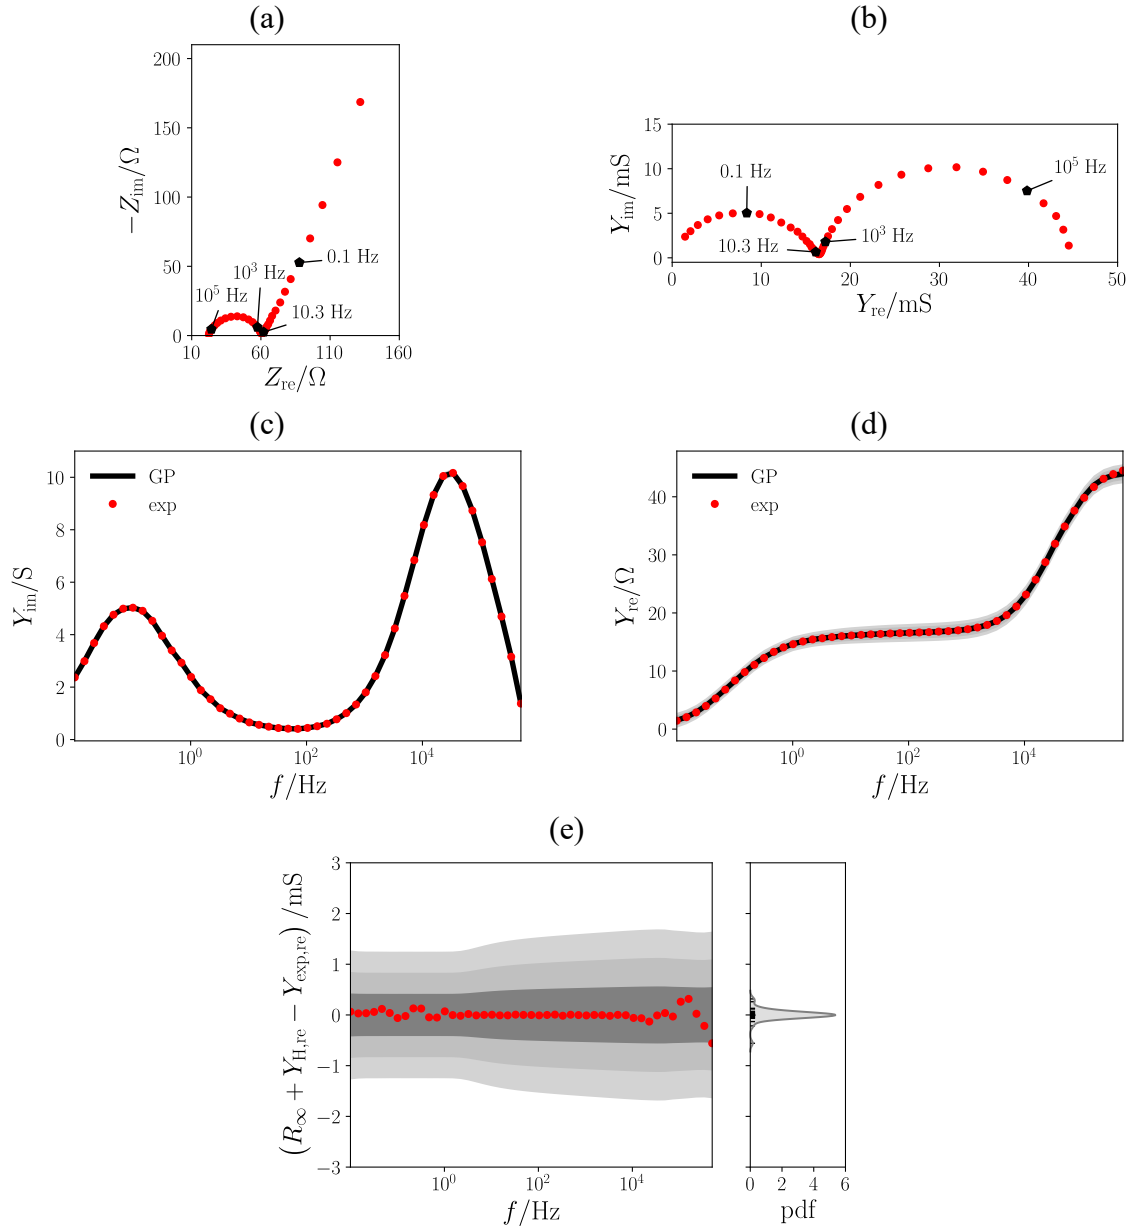 (a)
200
150
100
50
0
−Z_im/Ω
10^5 Hz
10^3 Hz
0.1 Hz
10.3 Hz
10 60 110 160
Z_re/Ω
(b)
15
10
5
0
Y_im/mS
0.1 Hz
10.3 Hz
10^3 Hz
10^5 Hz
0 10 20 30 40 50
Y_re/mS
(c)
10
8
6
4
2
0
Y_im/S
GP
exp
10^0 10^2 10^4
f/Hz
(d)
40
20
0
Y_re/Ω
GP
exp
10^0 10^2 10^4
f/Hz
(e)
3
2
1
0
−1
−2
−3
(R_∞ + Y_H,re − Y_exp,re) /mS
10^0 10^2 10^4
f/Hz
0 2 4 6
pdf